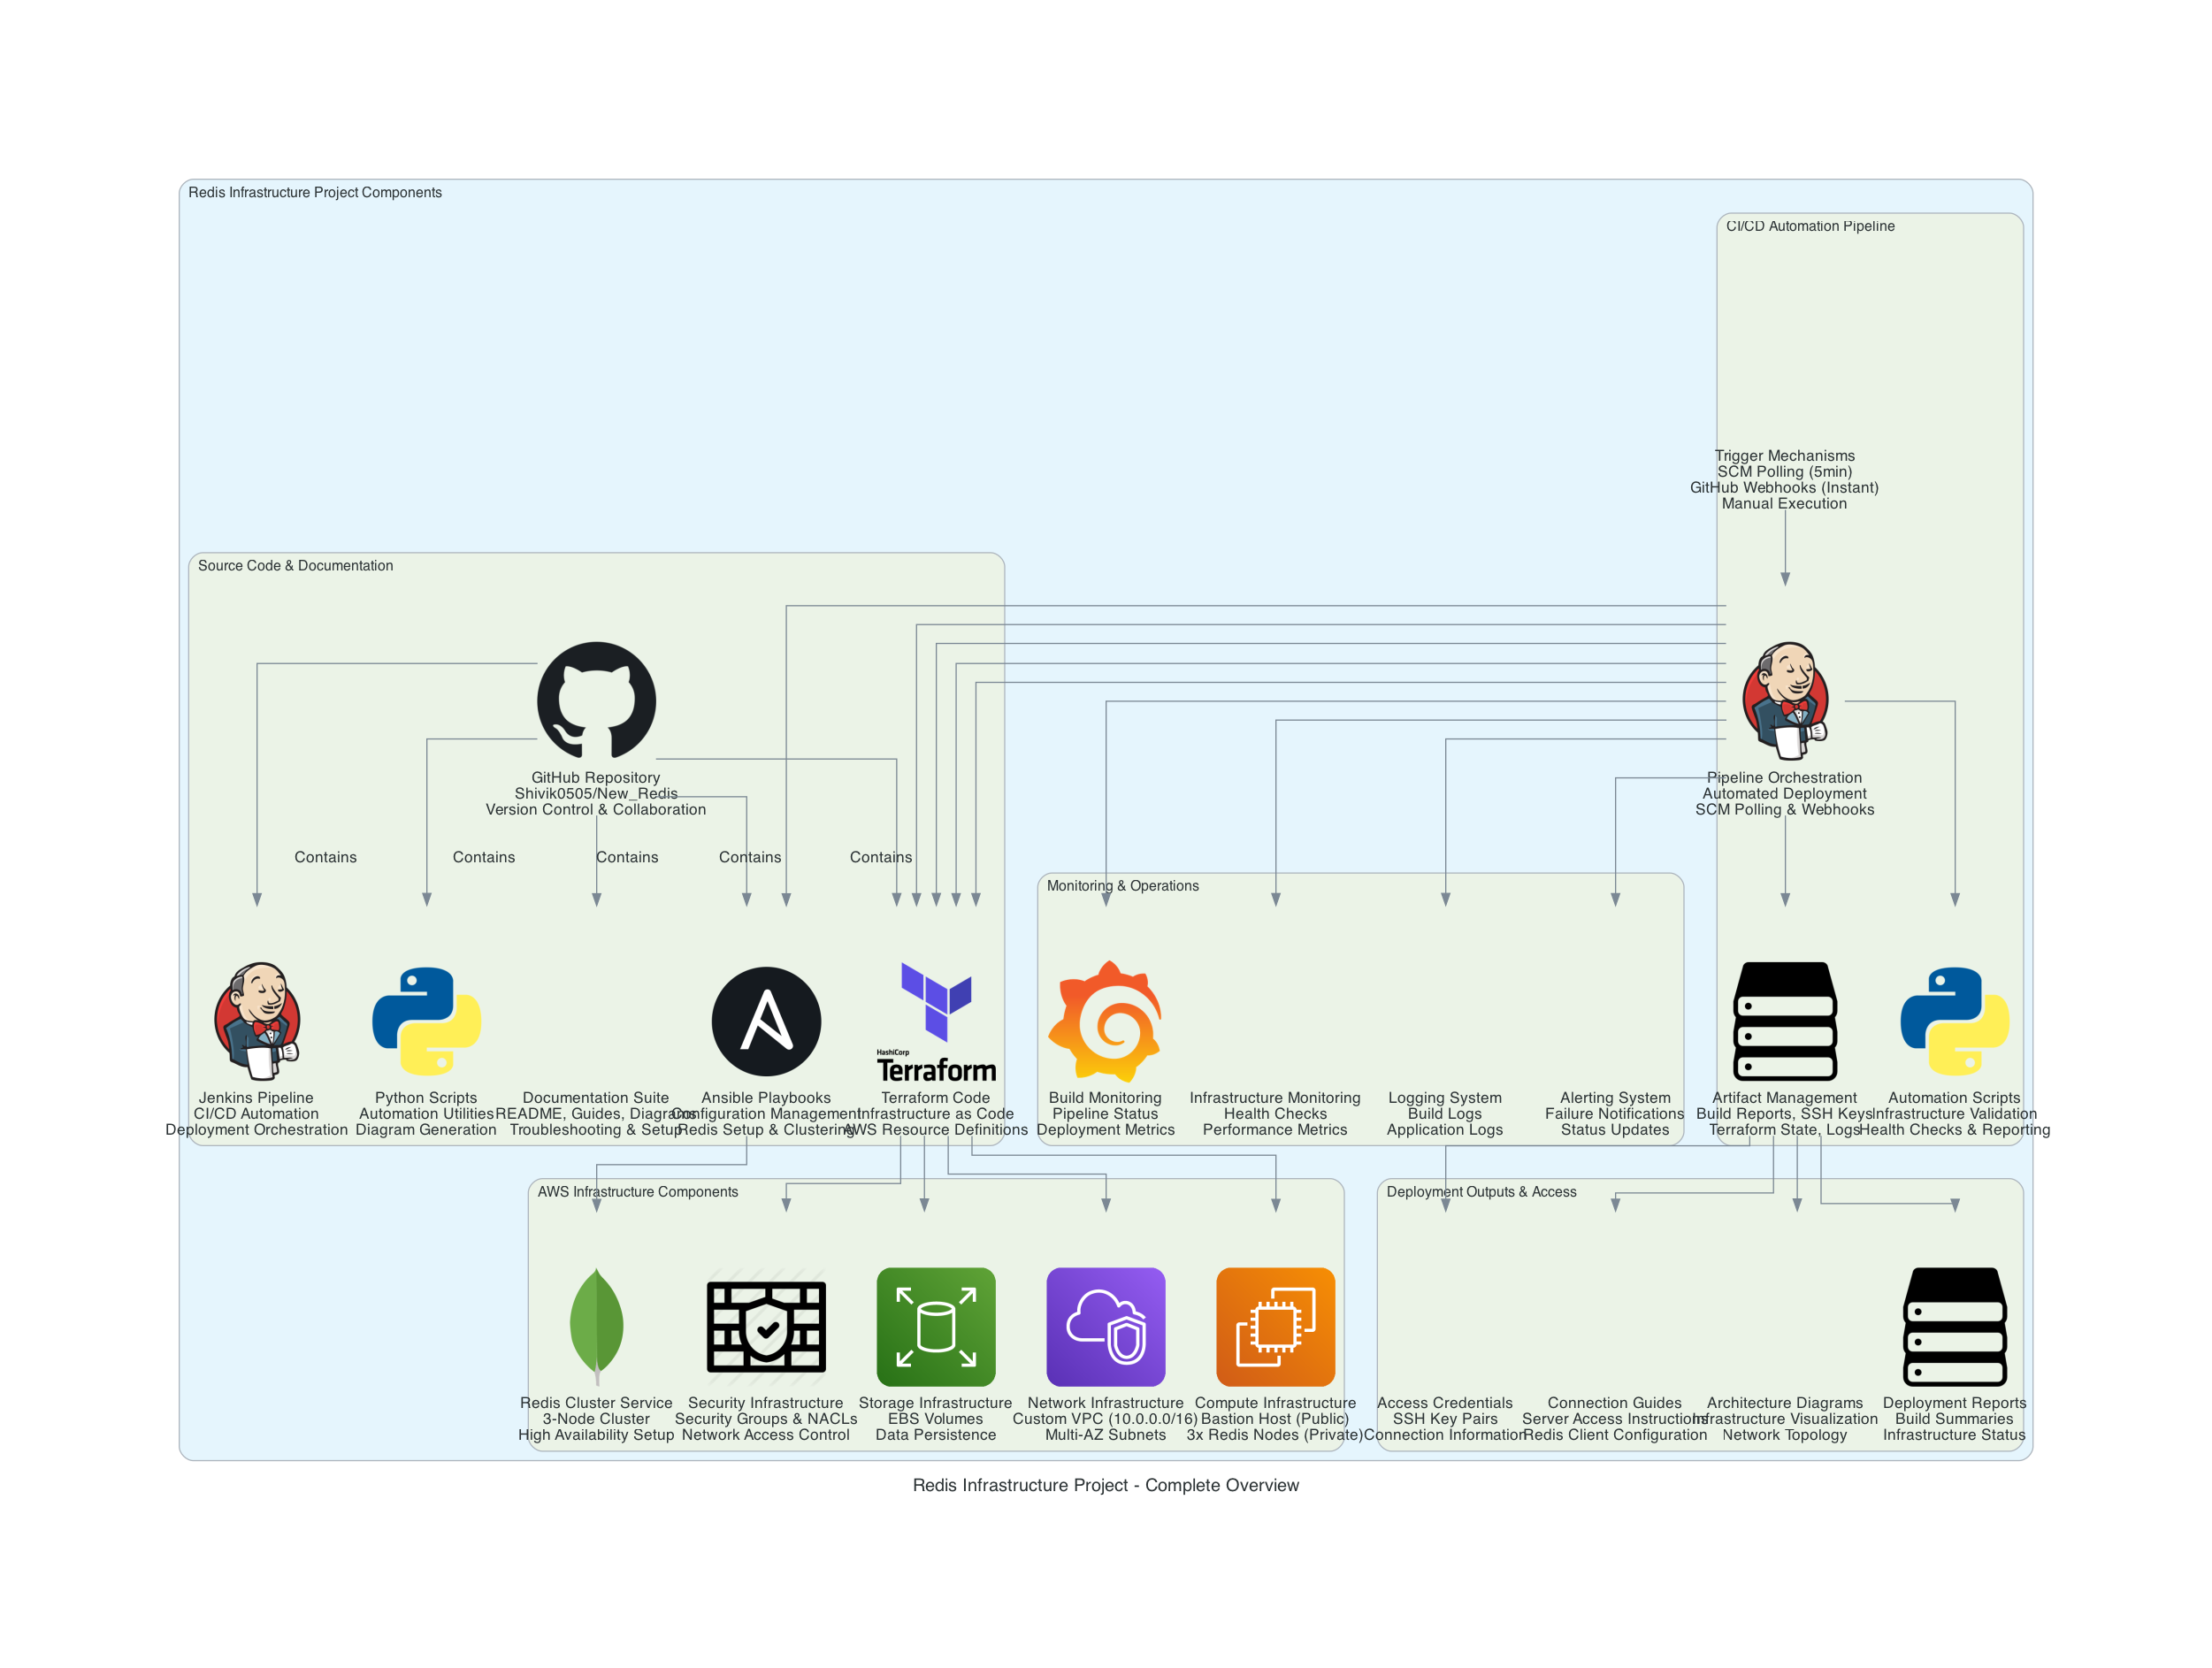 Redis Infrastructure Project Components
CI/CD Automation Pipeline
Trigger Mechanisms
SCM Polling (5min)
GitHub Webhooks (Instant)
Manual Execution
Source Code & Documentation
GitHub Repository
Shivik0505/New_Redis
Version Control & Collaboration
Pipeline Orchestration
Automated Deployment
SCM Polling & Webhooks
Contains
Contains
Contains
Contains
Contains
Monitoring & Operations
HashiCorp
Terraform
Jenkins Pipeline
CI/CD Automation
Deployment Orchestration
Python Scripts
Automation Utilities
Diagram Generation
Documentation Suite
README, Guides, Diagrams
Troubleshooting & Setup
Ansible Playbooks
Configuration Management
Redis Setup & Clustering
Terraform Code
Infrastructure as Code
AWS Resource Definitions
Build Monitoring
Pipeline Status
Deployment Metrics
Infrastructure Monitoring
Health Checks
Performance Metrics
Logging System
Build Logs
Application Logs
Alerting System
Failure Notifications
Status Updates
Artifact Management
Build Reports, SSH Keys
Terraform State, Logs
Automation Scripts
Infrastructure Validation
Health Checks & Reporting
AWS Infrastructure Components
Deployment Outputs & Access
Redis Cluster Service
3-Node Cluster
High Availability Setup
Security Infrastructure
Security Groups & NACLs
Network Access Control
Storage Infrastructure
EBS Volumes
Data Persistence
Network Infrastructure
Custom VPC (10.0.0.0/16)
Multi-AZ Subnets
Compute Infrastructure
Bastion Host (Public)
3x Redis Nodes (Private)
Access Credentials
SSH Key Pairs
Connection Information
Connection Guides
Server Access Instructions
Redis Client Configuration
Architecture Diagrams
Infrastructure Visualization
Network Topology
Deployment Reports
Build Summaries
Infrastructure Status
Redis Infrastructure Project - Complete Overview